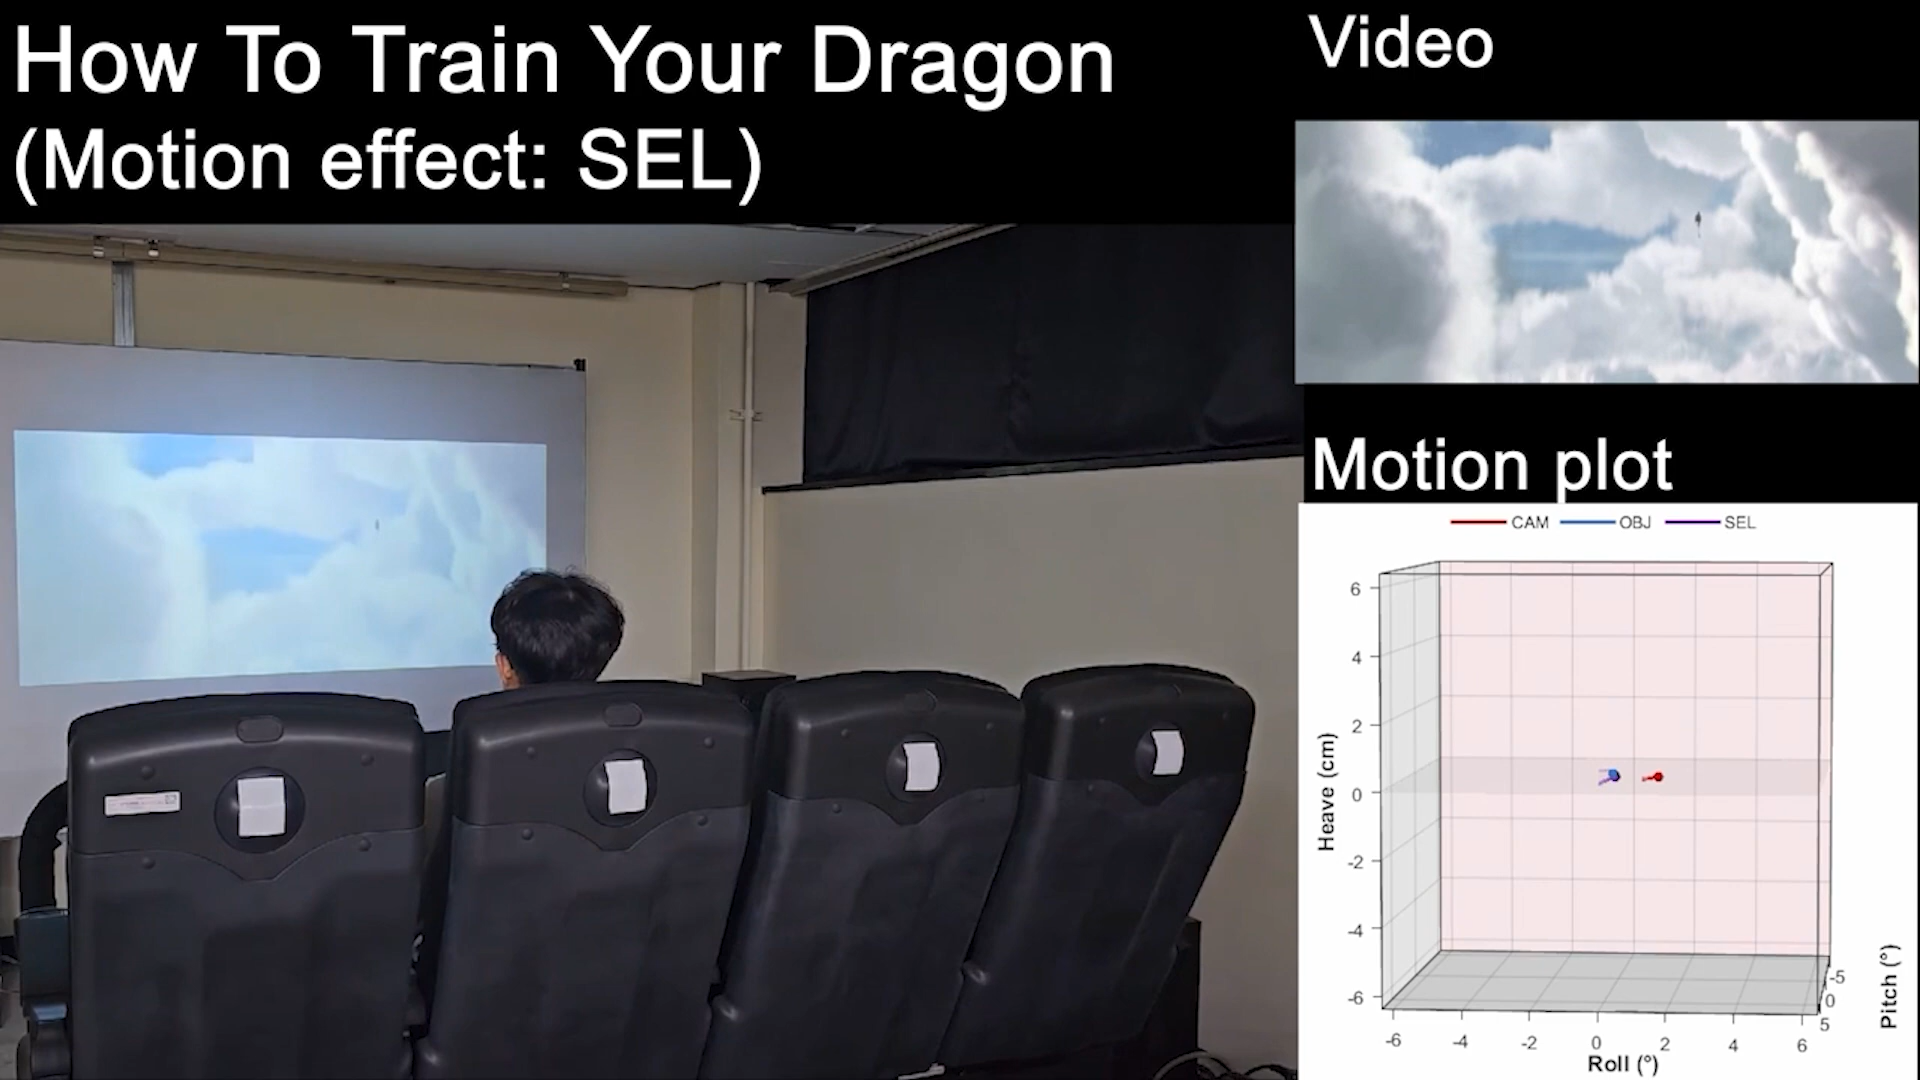 How To Train Your Dragon
(Motion effect: SEL)
Video
Motion plot
CAM OBJ SEL
6
4
2
0
-2
-4
-6
Heave (cm)
-6 -4 -2 0 2 4 6
Roll (°)
-5
0
5
Pitch (°)